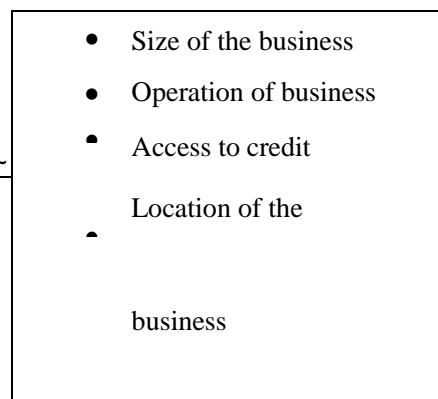 • Size of the business
• Operation of business
• Access to credit
Location of the
•
business